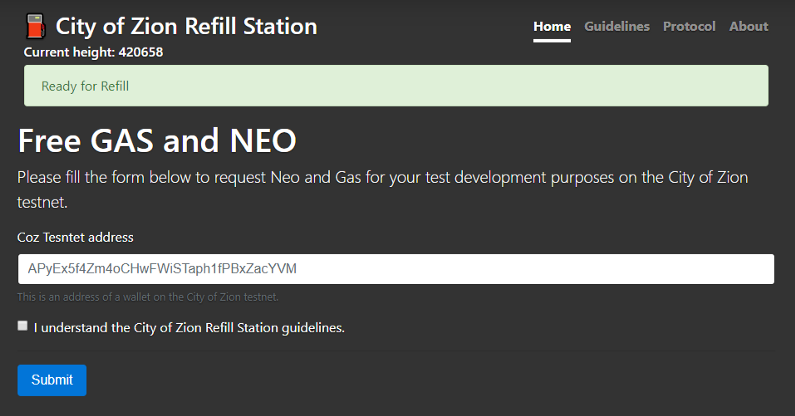 City of Zion Refill Station
Home Guidelines Protocol About
Current height: 420658
Ready for Refill
Free GAS and NEO
Please fill the form below to request Neo and Gas for your test development purposes on the City of Zion
testnet.
Coz Tesntet address
APyEx5f4Zm4oCHwFWiSTaph1fPBxZacYVM
This is an address of a wallet on the City of Zion testnet.
I understand the City of Zion Refill Station guidelines.
Submit